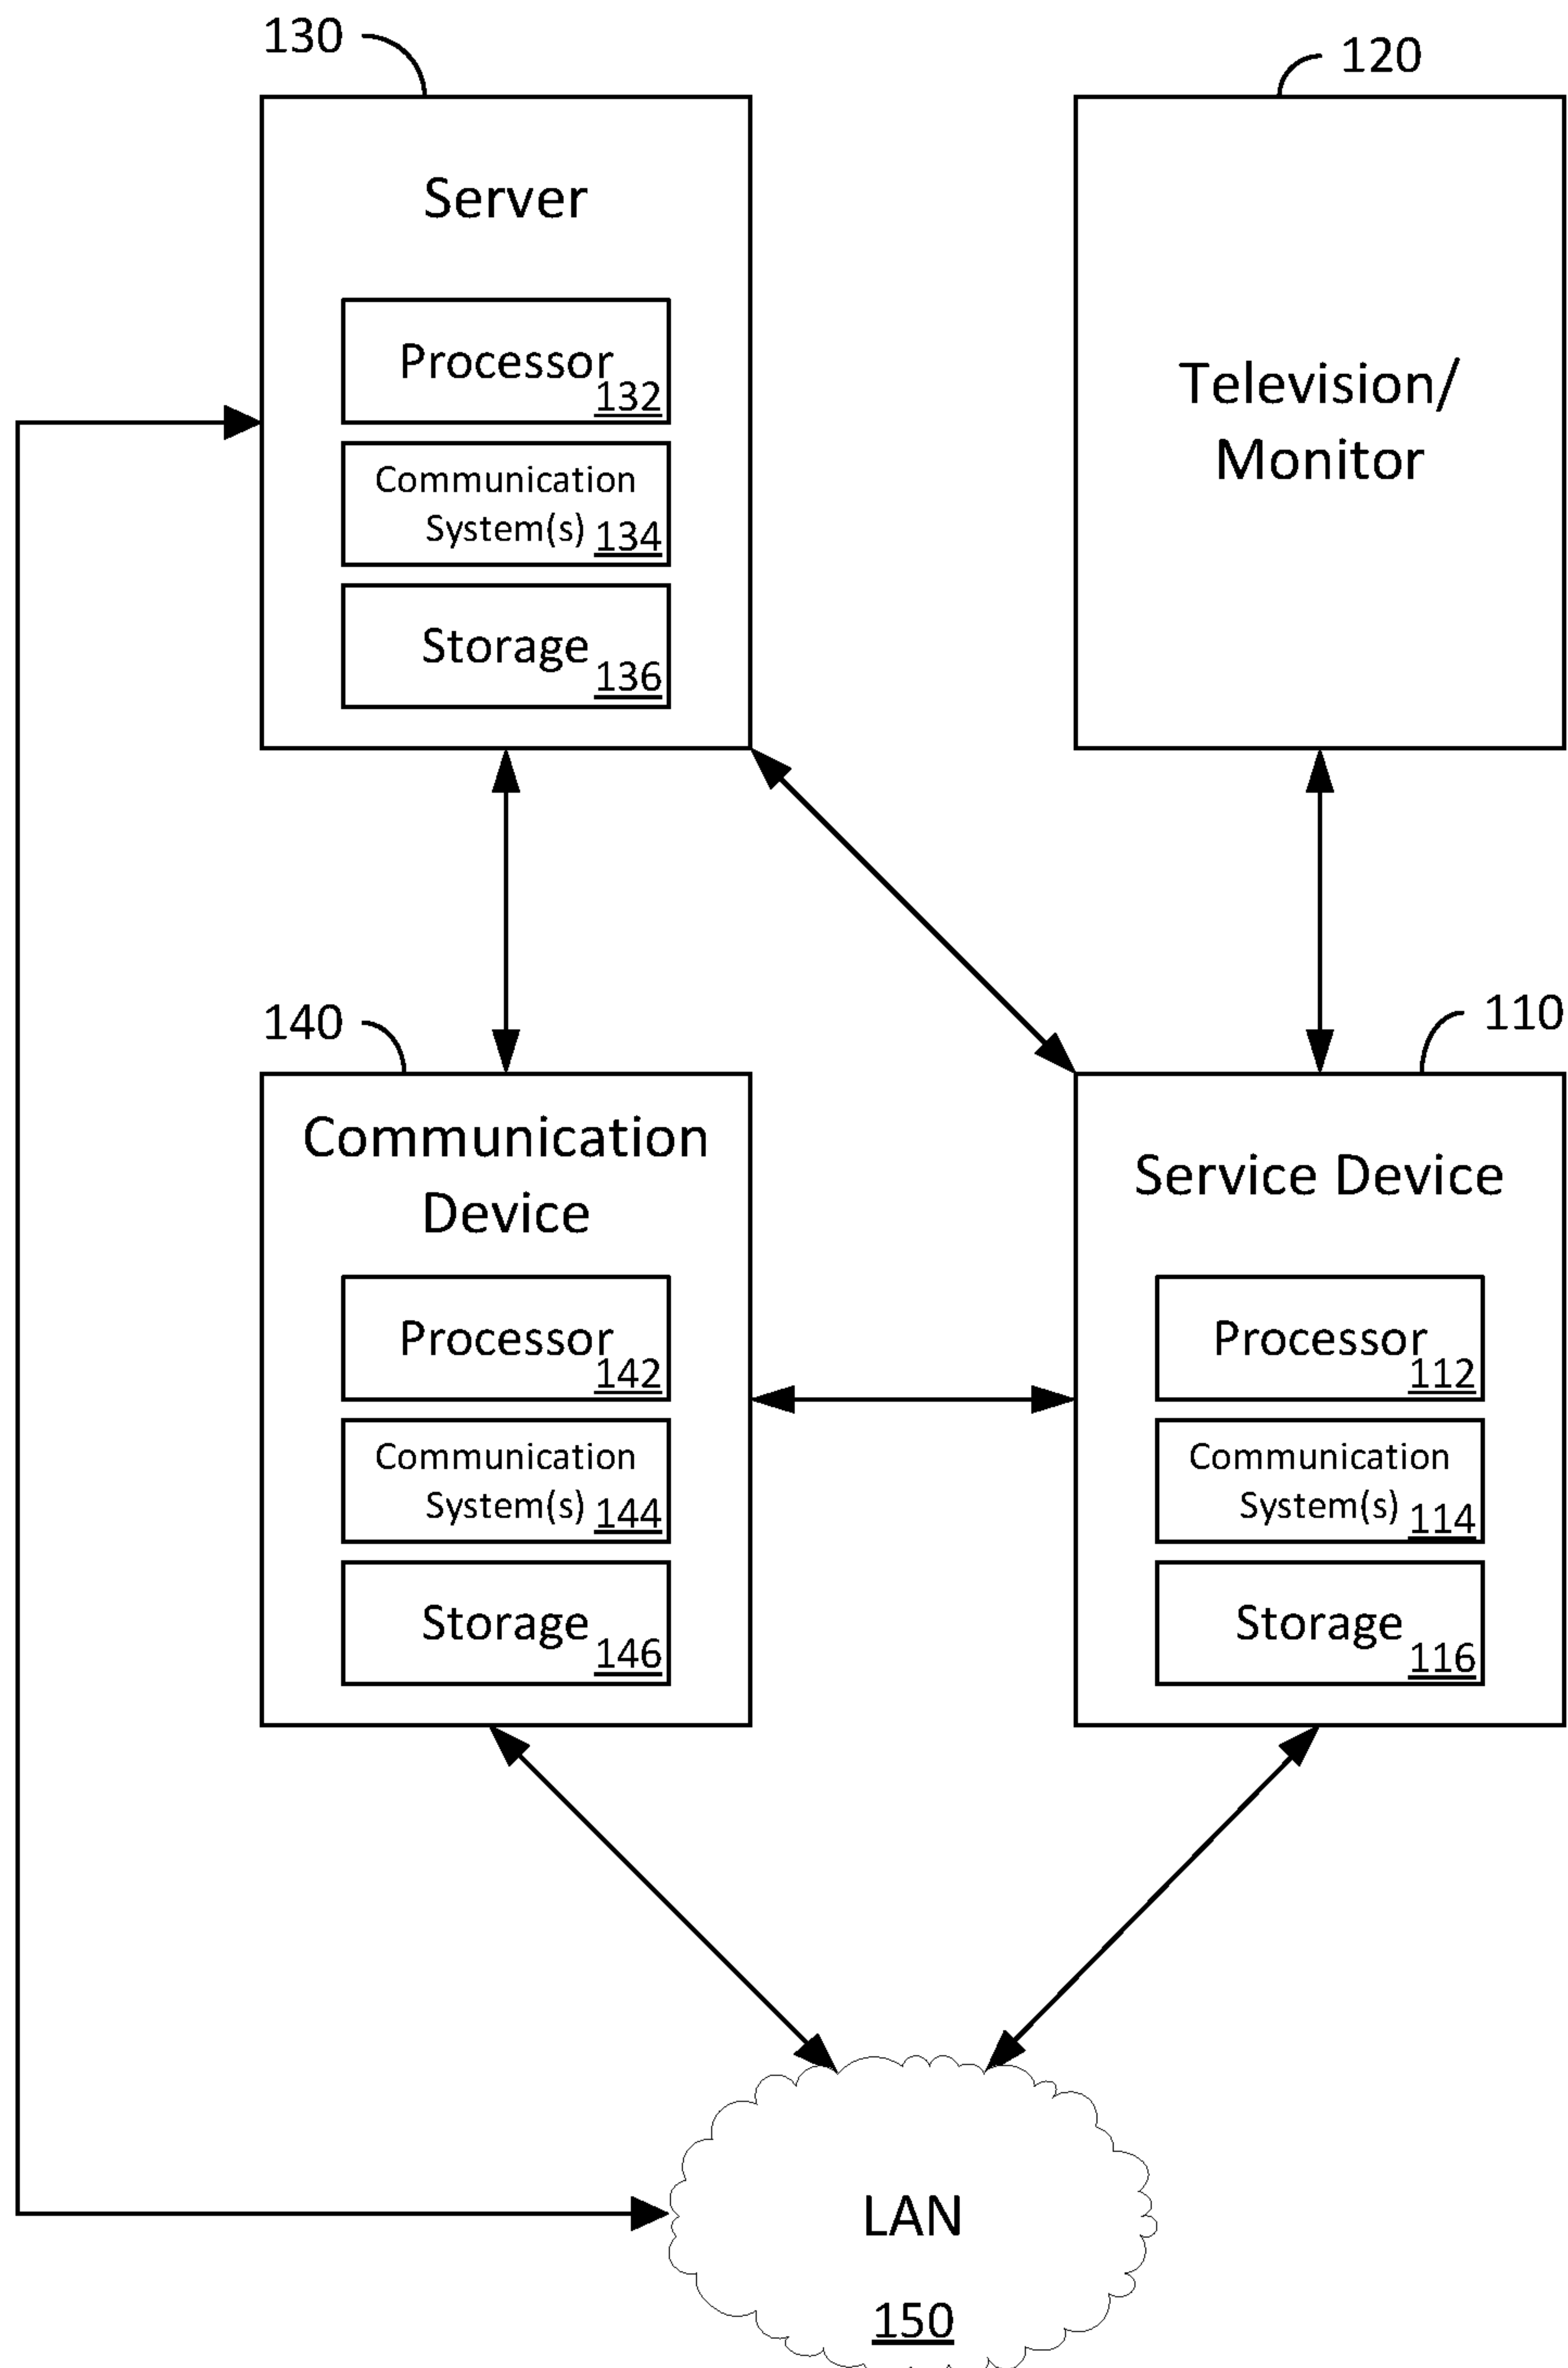 130
120
Server
Processor
132
Communication
System(s) 134
Storage
136
Television/
Monitor
140
110
Communication
Device
Processor
142
Communication
System(s) 144
Storage
146
Service Device
Processor
112
Communication
System(s) 114
Storage
116
LAN
150